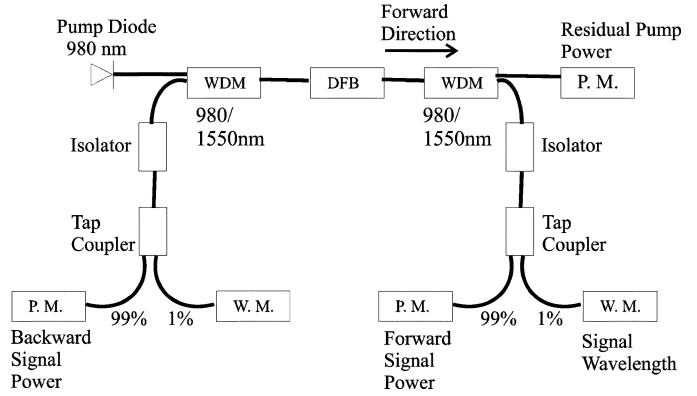 Pump Diode
980 nm
Forward
Direction
Residual Pump
Power
WDM
DFB
WDM
P. M.
980/
1550nm
980/
1550nm
Isolator
Isolator
Tap
Coupler
Tap
Coupler
P. M.
99%
1%
W. M.
P. M.
99%
1%
W. M.
Backward
Signal
Power
Forward
Signal
Power
Signal
Wavelength